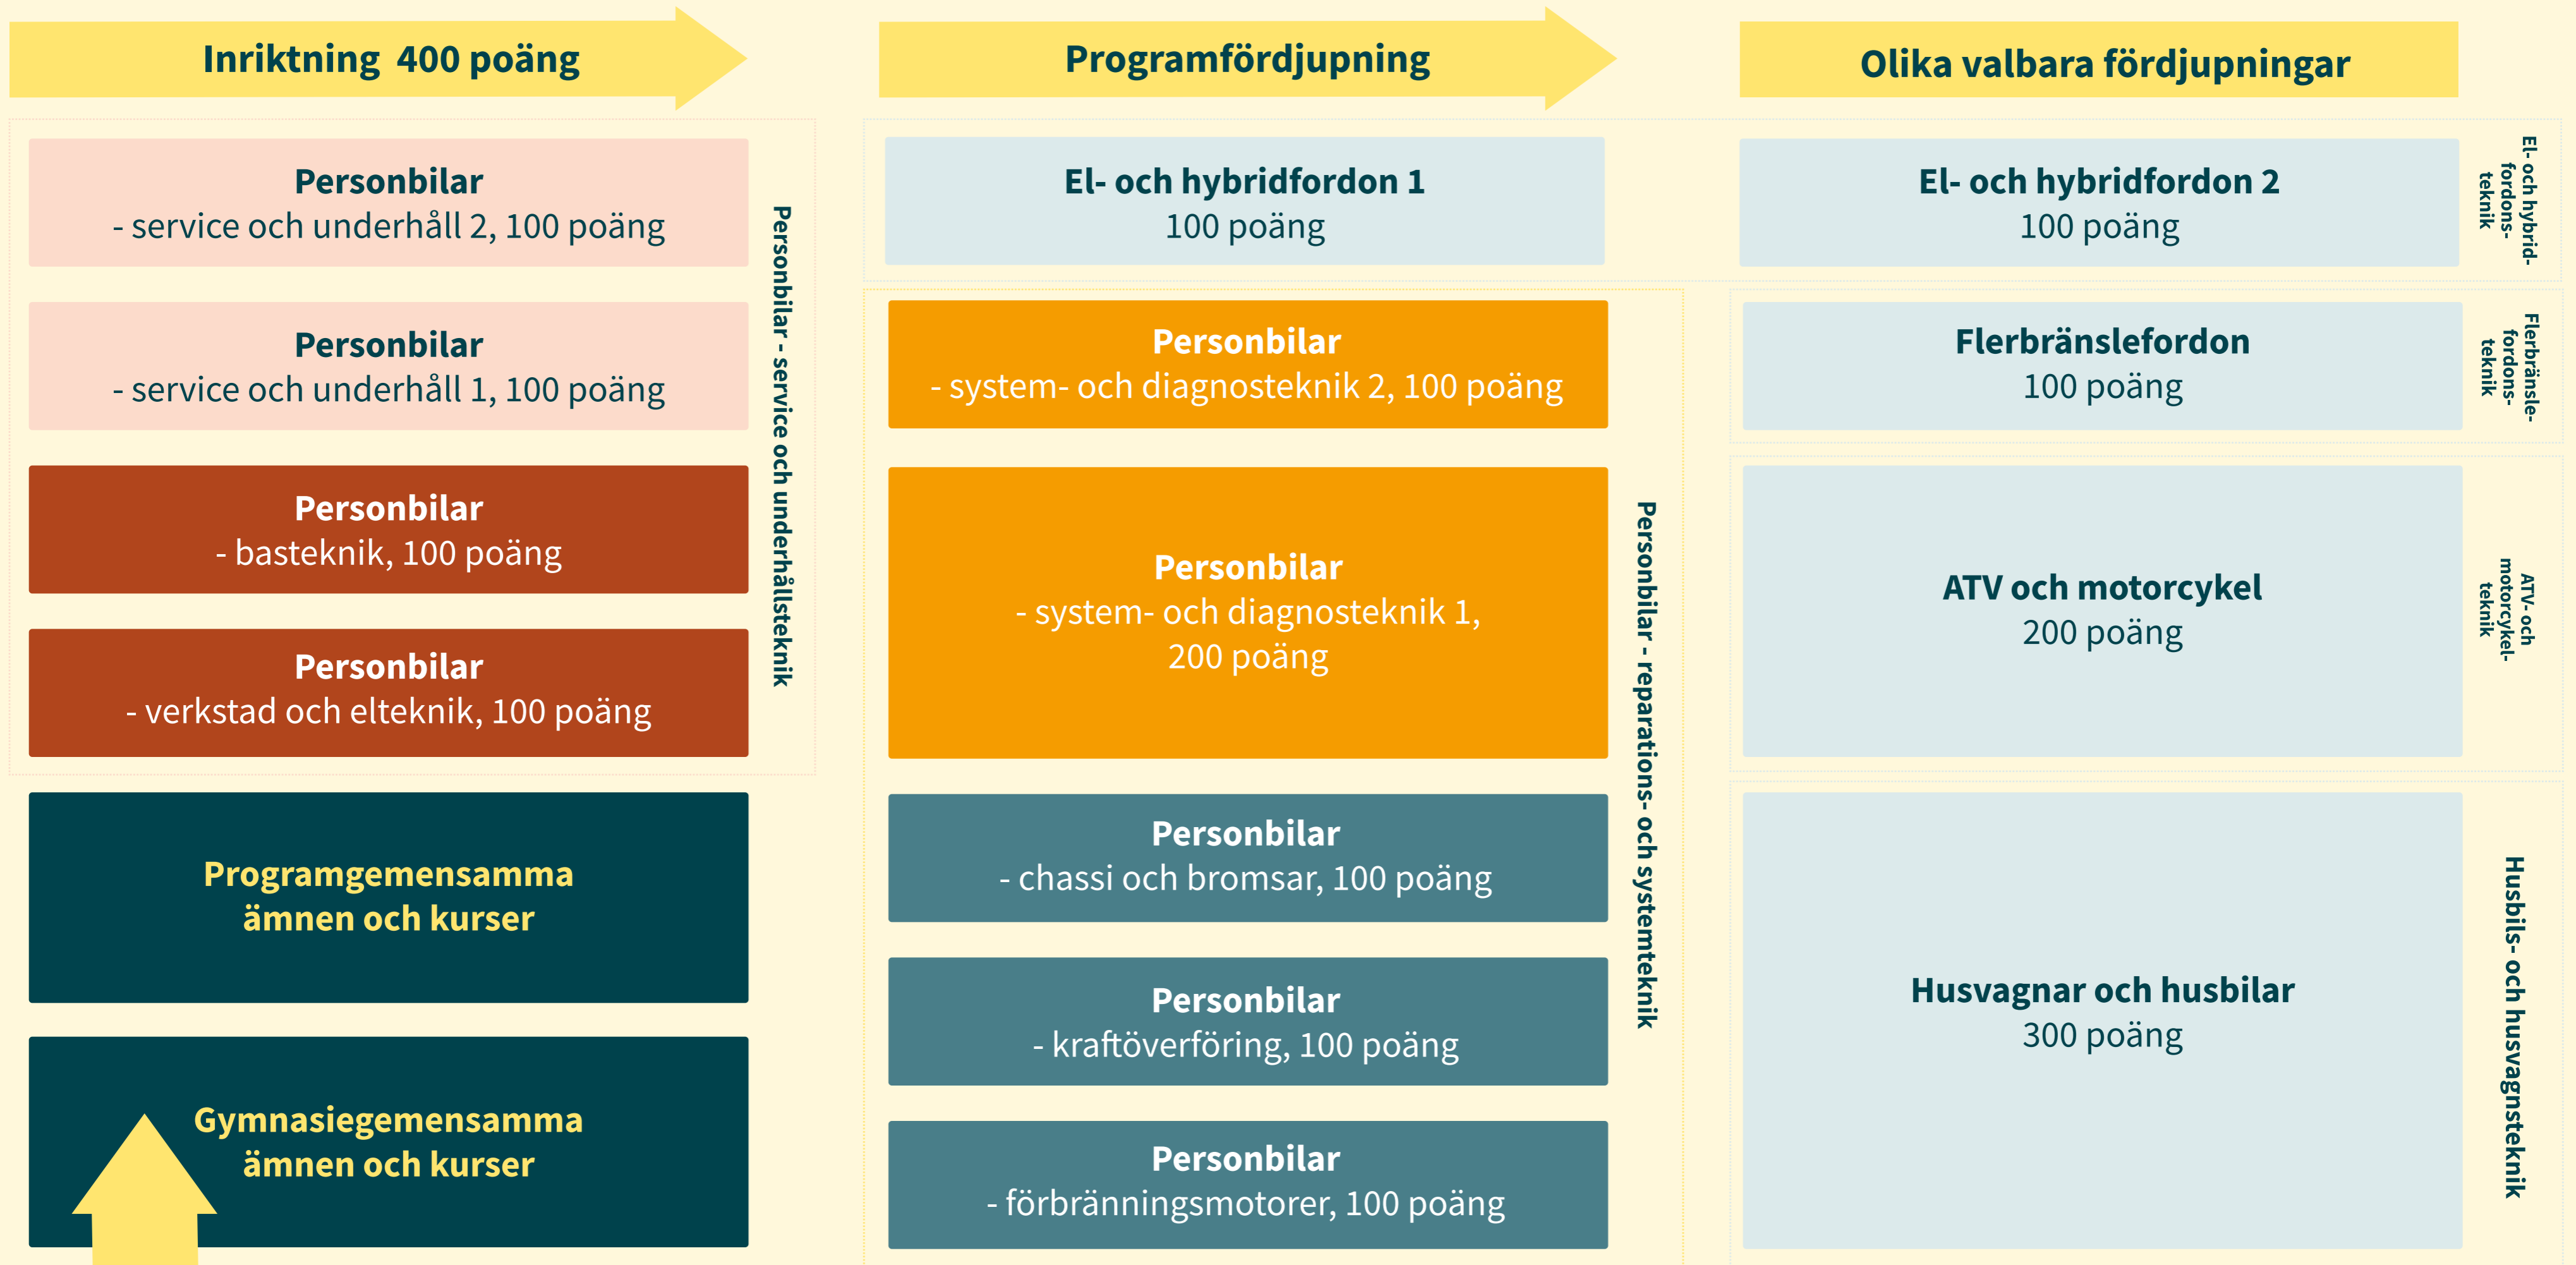 Inriktning  400 poäng
Personbilar
- service och underhåll 2, 100 poäng
Personbilar
- service och underhåll 1, 100 poäng
Personbilar
- basteknik, 100 poäng
Personbilar
- verkstad och elteknik, 100 poäng
Personbilar - service och underhållsteknik
Programgemensamma
ämnen och kurser
Gymnasiegemensamma
ämnen och kurser
Programfördjupning
El- och hybridfordon 1
100 poäng
Personbilar
- system- och diagnosteknik 2, 100 poäng
Personbilar
- system- och diagnosteknik 1,
200 poäng
Personbilar
- chassi och bromsar, 100 poäng
Personbilar
- kraftöverföring, 100 poäng
Personbilar
- förbränningsmotorer, 100 poäng
Personbilar - reparations- och systemteknik
Olika valbara fördjupningar
El- och hybridfordon 2
100 poäng
El- och hybrid-
fordons-
teknik
Flerbränslefordon
100 poäng
Flerbränsle-
fordons-
teknik
ATV och motorcykel
200 poäng
ATV- och
motorcykel-
teknik
Husvagnar och husbilar
300 poäng
Husbils- och husvagnsteknik